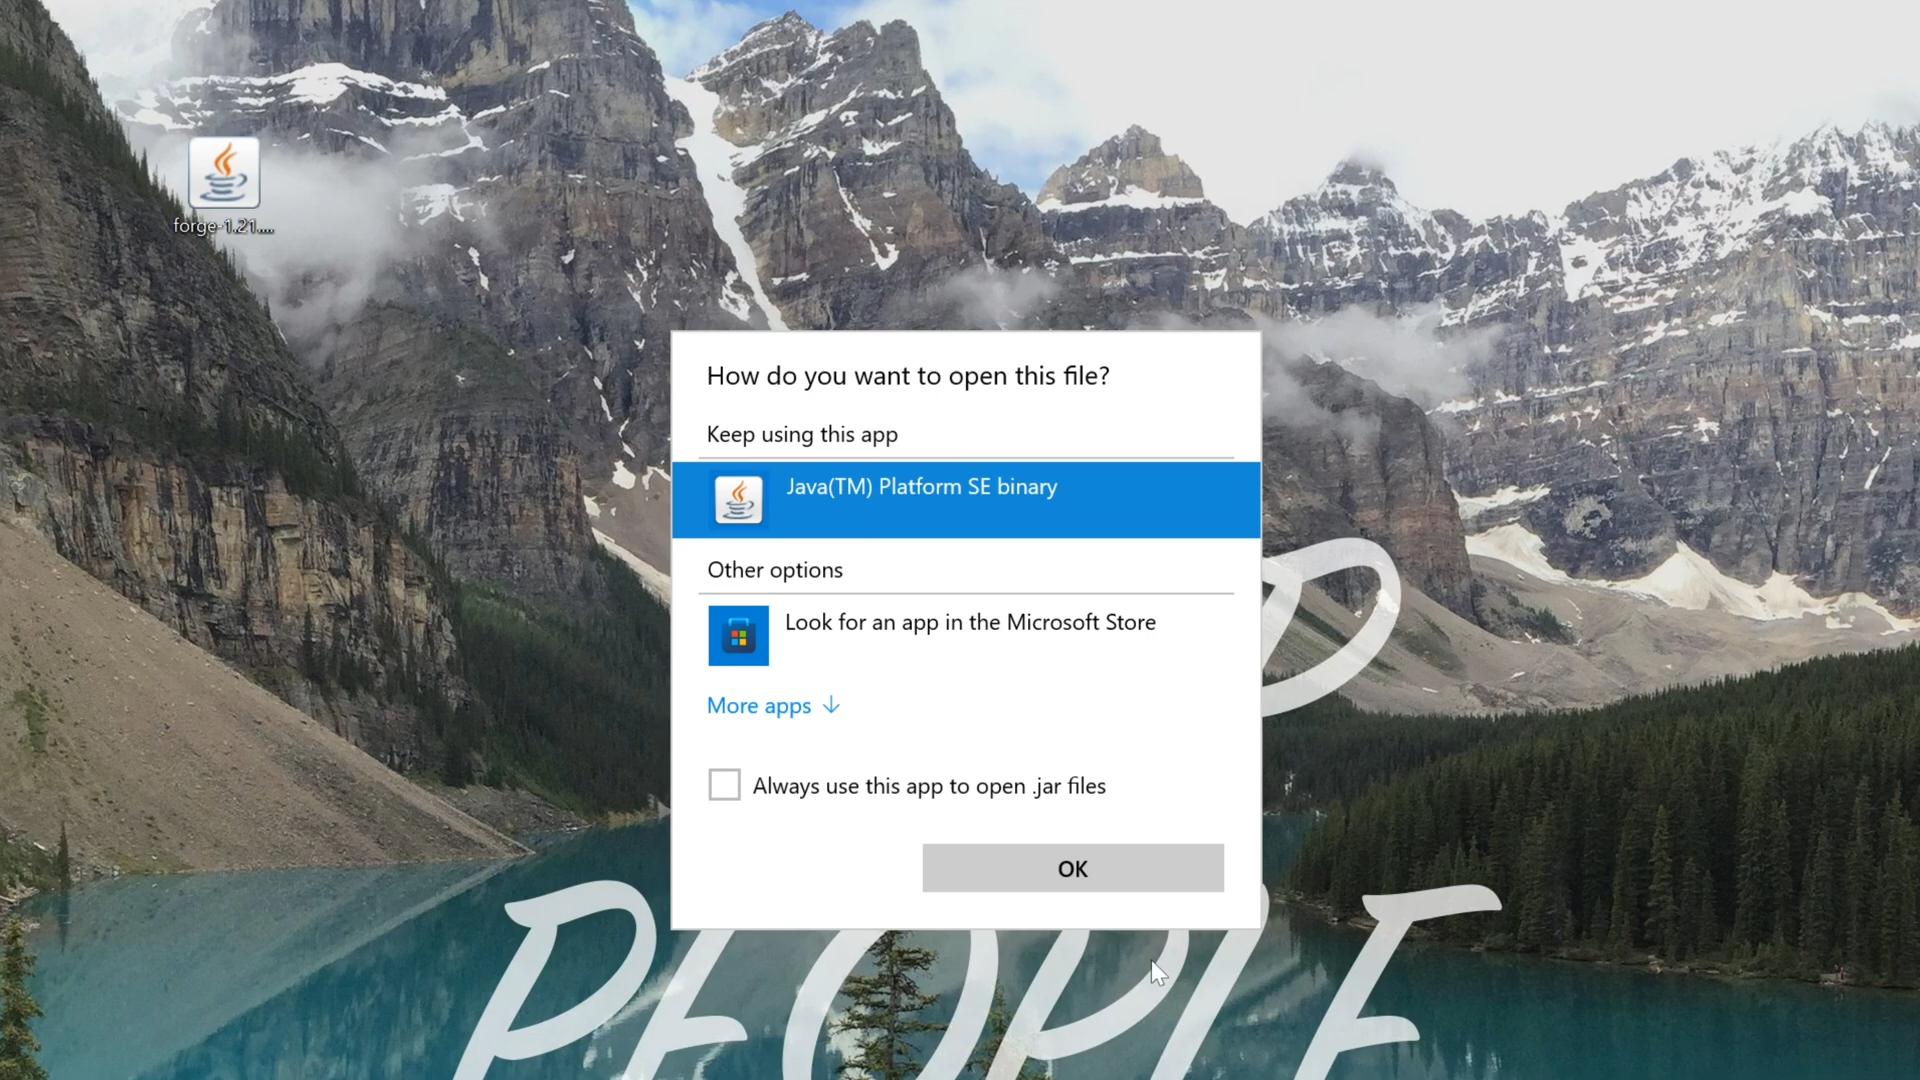 forge-1.21....
How do you want to open this file?
Keep using this app
Java(TM) Platform SE binary
Other options
Look for an app in the Microsoft Store
More apps
Always use this app to open .jar files
OK
PEOPLE